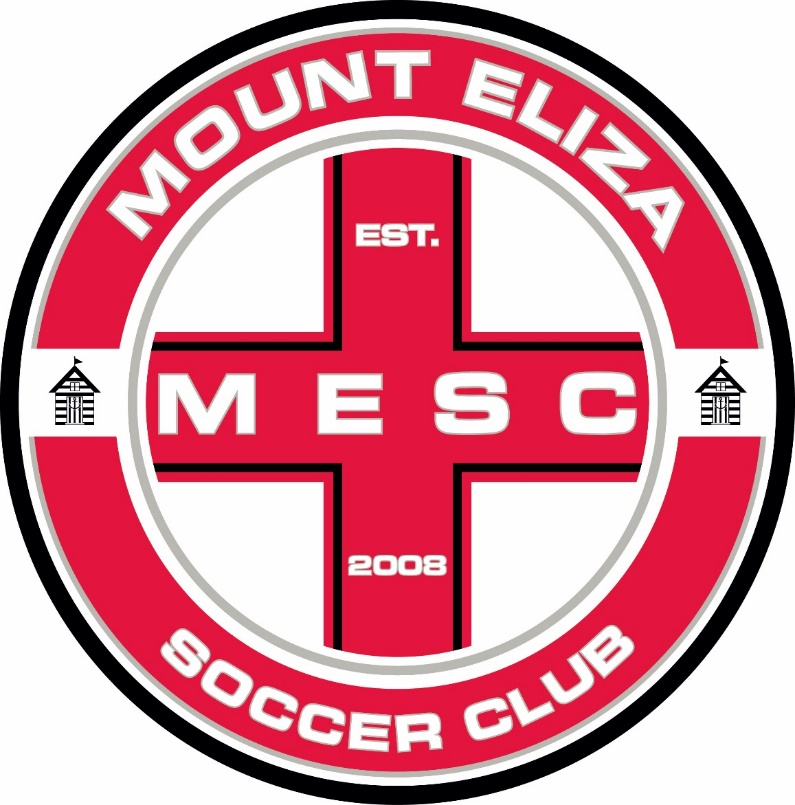 MOUNT ELIZA
EST.
MESC
2008
SOCCER CLUB